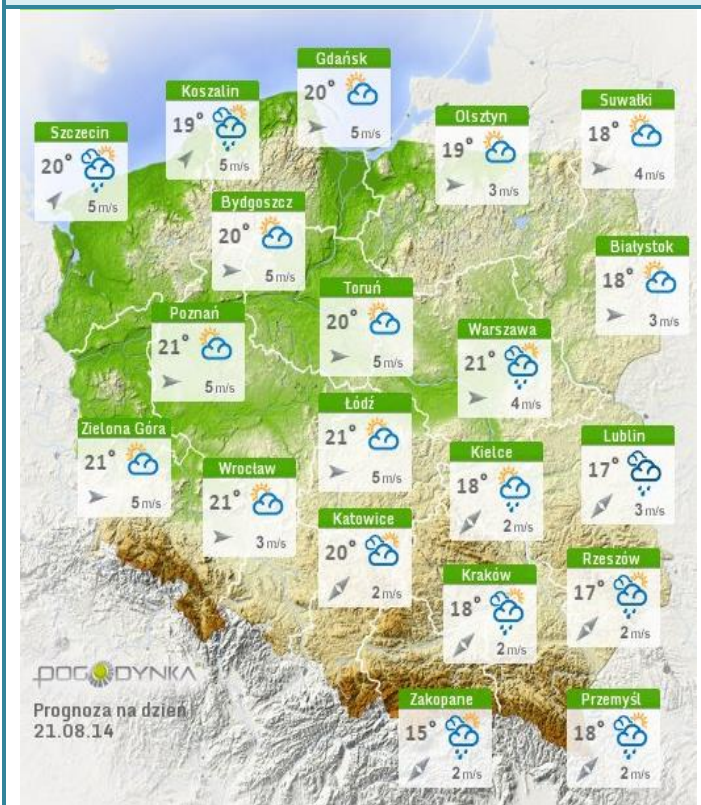 Gdańsk
20°
5 m/s
Koszalin
19°
5 m/s
Suwałki
18°
4 m/s
Olsztyn
19°
3 m/s
Szczecin
20°
5 m/s
Bydgoszcz
20°
5 m/s
Białystok
18°
3 m/s
Toruń
20°
5 m/s
Poznań
21°
5 m/s
Warszawa
21°
4 m/s
Łódź
21°
5 m/s
Zielona Góra
21°
5 m/s
Lublin
17°
3 m/s
Kielce
18°
2 m/s
Wrocław
21°
3 m/s
Katowice
20°
2 m/s
Rzeszów
17°
2 m/s
Kraków
18°
2 m/s
POGODYNKA
Prognoza na dzień
21.08.14
Zakopane
15°
2 m/s
Przemyśl
18°
2 m/s